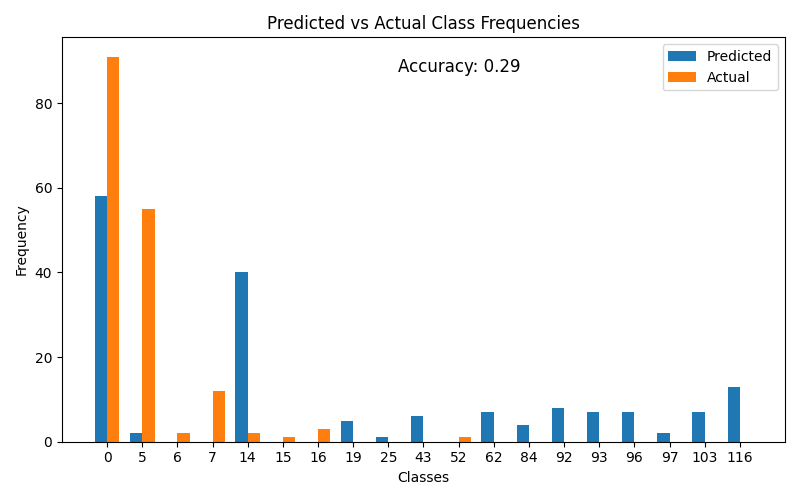 Predicted vs Actual Class Frequencies
Accuracy: 0.29
Predicted
Actual
Frequency
80
60
40
20
0
0 5 6 7 14 15 16 19 25 43 52 62 84 92 93 96 97 103 116
Classes